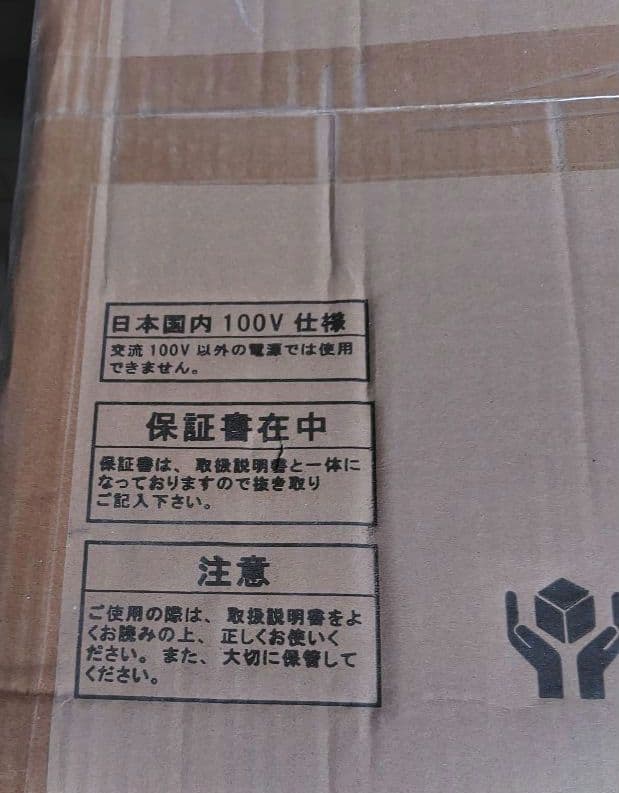 日本国内 100V 仕様
交流 100V 以外の電源では使用
できません。
保証書在中
保証書は、取扱説明書と一体に
なっておりますので抜き取り
ご記入下さい。
注意
ご使用の際は、取扱説明書をよ
くお読みの上、正しくお使いく
ださい。また、大切に保管して
ください。